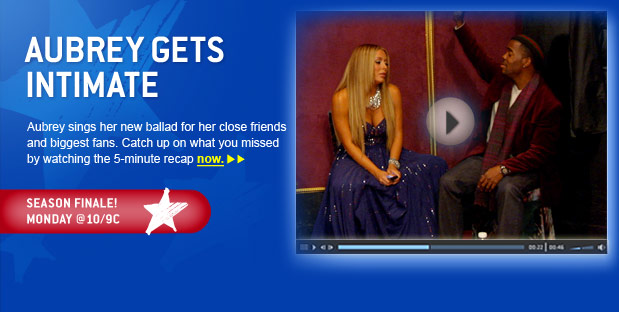 AUBREY GETS
INTIMATE
Aubrey sings her new ballad for her close friends
and biggest fans. Catch up on what you missed
by watching the 5-minute recap now.
SEASON FINALE!
MONDAY @10/9C
00:22 00:46